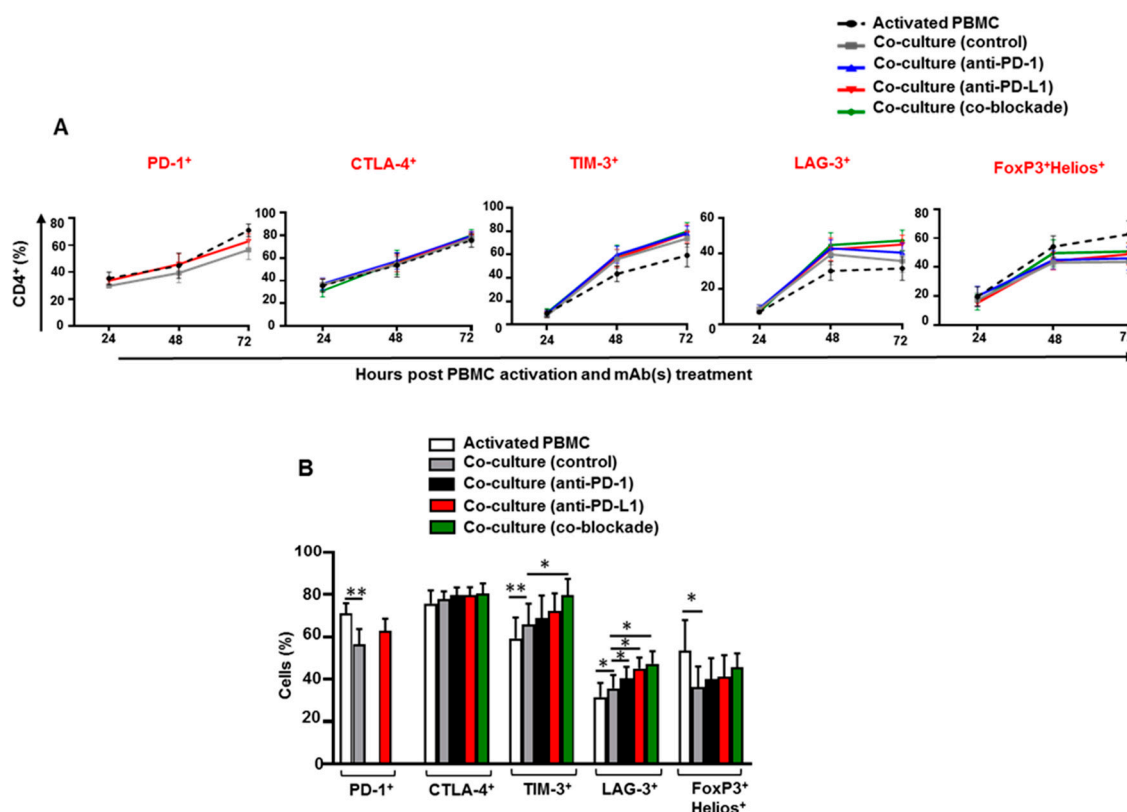 Activated PBMC
Co-culture (control)
Co-culture (anti-PD-1)
Co-culture (anti-PD-L1)
Co-culture (co-blockade)
A
PD-1⁺ CTLA-4⁺ TIM-3⁺ LAG-3⁺ FoxP3⁺Helios⁺
CD4⁺ (%)
80
60
40
20
0
24 48 72
100
80
60
40
20
0
24 48 72
100
80
60
40
20
0
24 48 72
60
40
20
0
24 48 72
80
60
40
20
0
24 48
Hours post PBMC activation and mAb(s) treatment
B
Activated PBMC
Co-culture (control)
Co-culture (anti-PD-1)
Co-culture (anti-PD-L1)
Co-culture (co-blockade)
Cells (%)
100
80
60
40
20
0
**
** *
* * * *
*
PD-1⁺ CTLA-4⁺ TIM-3⁺ LAG-3⁺ FoxP3⁺
Helios⁺